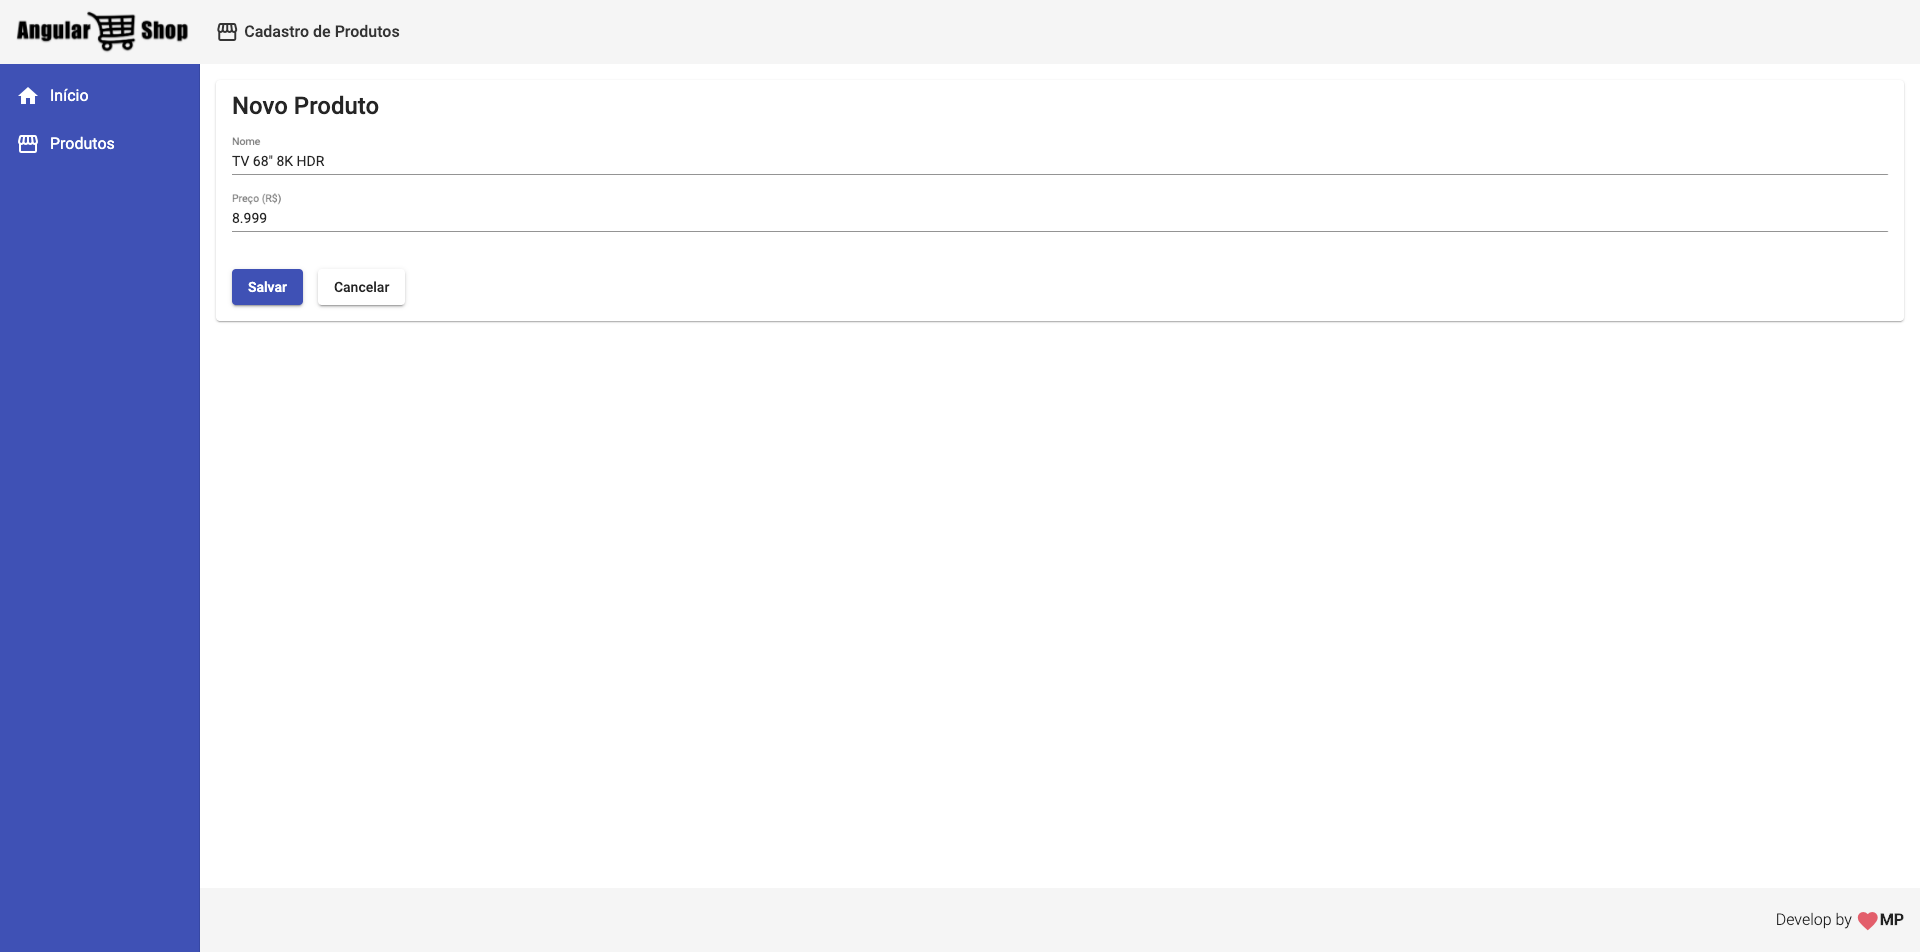 Angular Shop
Cadastro de Produtos
Início
Produtos
Novo Produto
Nome
TV 68" 8K HDR
Preço (R$)
8.999
Salvar Cancelar
Develop by MP